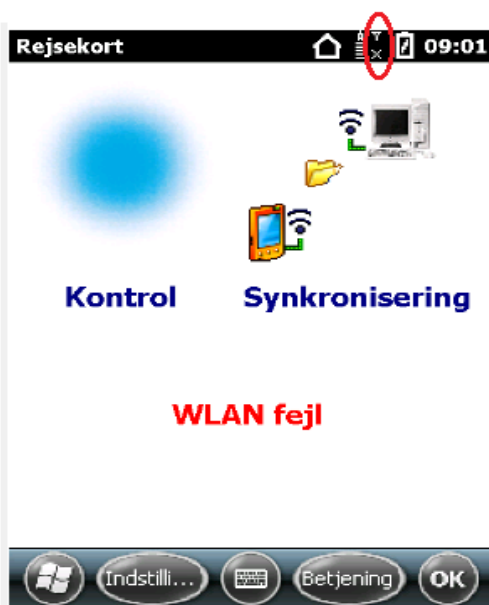 Rejsekort 09:01
Kontrol Synkronisering
WLAN fejl
Indstilli... Betjening OK